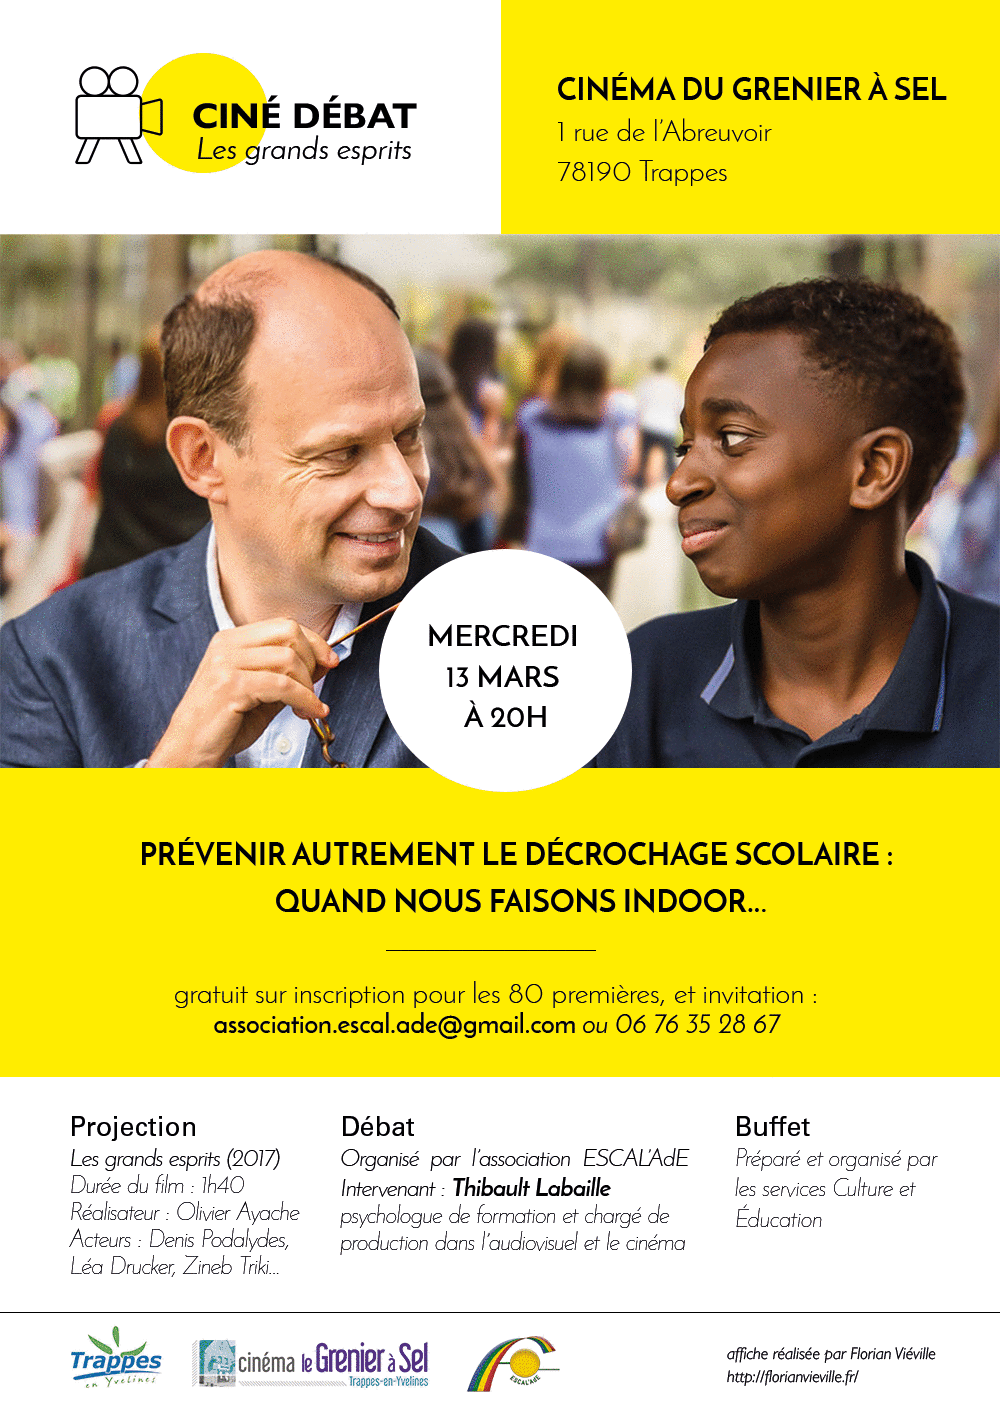 CINÉ DÉBAT
Les grands esprits
CINÉMA DU GRENIER À SEL
1 rue de l'Abreuvoir
78190 Trappes
MERCREDI
13 MARS
À 20H
PRÉVENIR AUTREMENT LE DÉCROCHAGE SCOLAIRE :
QUAND NOUS FAISONS INDOOR...
gratuit sur inscription pour les 80 premières, et invitation :
association.escal.ade@gmail.com ou 06 76 35 28 67
Projection
Les grands esprits (2017)
Durée du film : 1h40
Réalisateur : Olivier Ayache
Acteurs : Denis Podalydes,
Léa Drucker, Zineb Triki...
Débat
Organisé par l'association ESCAL'AdE
Intervenant : Thibault Labaille
psychologue de formation et chargé de
production dans l'audiovisuel et le cinéma
Buffet
Préparé et organisé par
les services Culture et
Éducation
Trappes
en Yvelines
cinéma le Grenier à Sel
Trappes-en-Yvelines
ESCAL'ADE
affiche réalisée par Florian Viéville
http://florianvieville.fr/